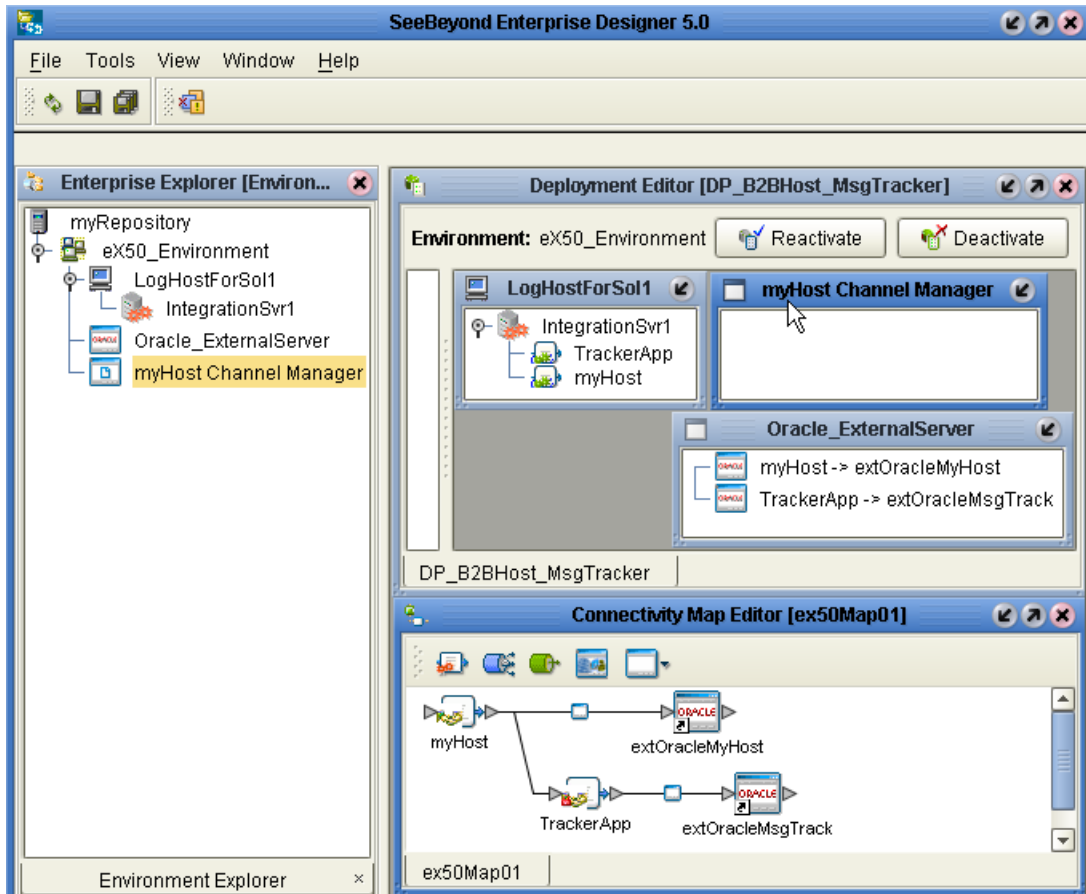 SeeBeyond Enterprise Designer 5.0
File Tools View Window Help
Enterprise Explorer [Environ...
myRepository
eX50_Environment
LogHostForSol1
IntegrationSvr1
Oracle_ExternalServer
myHost Channel Manager
Environment Explorer ×
Deployment Editor [DP_B2BHost_MsgTracker]
Environment: eX50_Environment Reactivate Deactivate
LogHostForSol1
IntegrationSvr1
TrackerApp
myHost
myHost Channel Manager
Oracle_ExternalServer
ORACLE myHost -> extOracleMyHost
ORACLE TrackerApp -> extOracleMsgTrack
DP_B2BHost_MsgTracker
Connectivity Map Editor [ex50Map01]
ORACLE
myHost extOracleMyHost
ORACLE
TrackerApp extOracleMsgTrack
ex50Map01